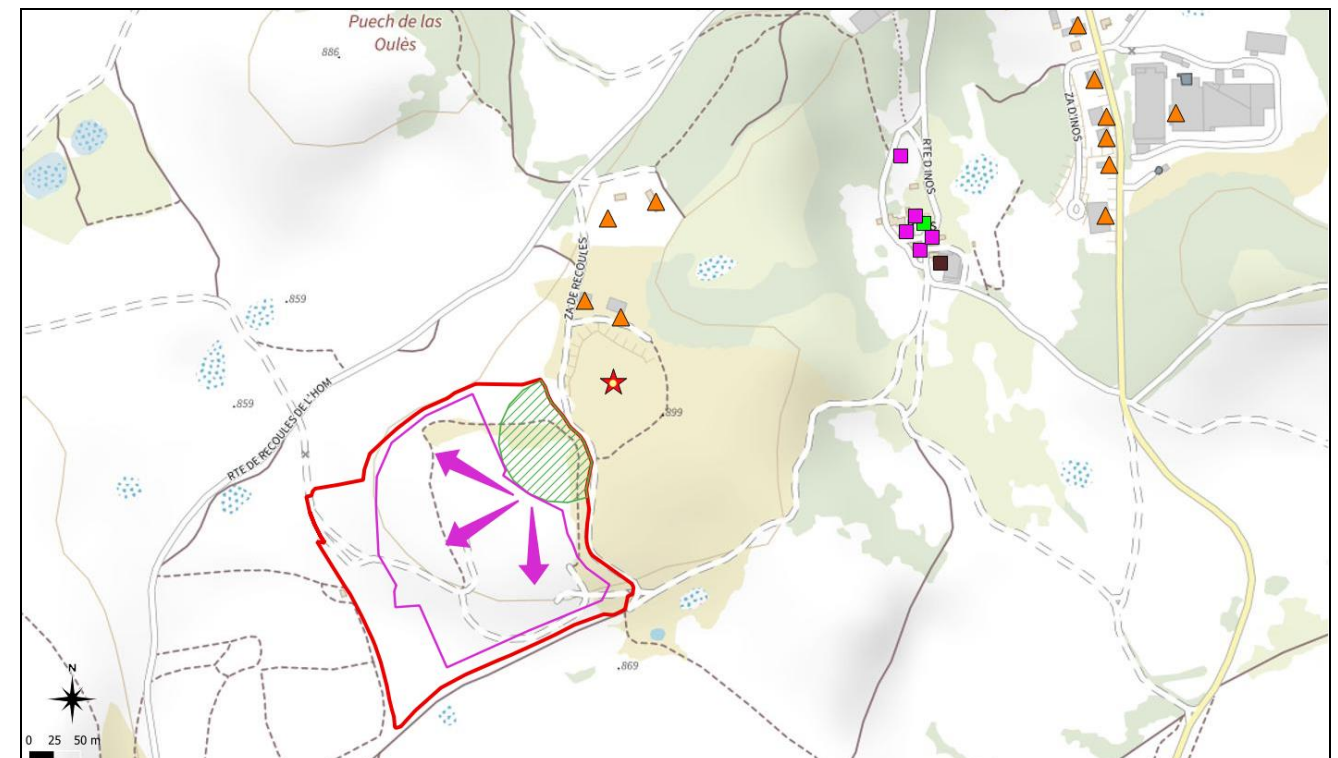 Puech de las
Oulès
886
ZA D'INOS
RTE D'INOS
S
ZA DE RECOULES
859
859
899
RTE DE RECOULES DE L'HOM
869
N
0 25 50 m